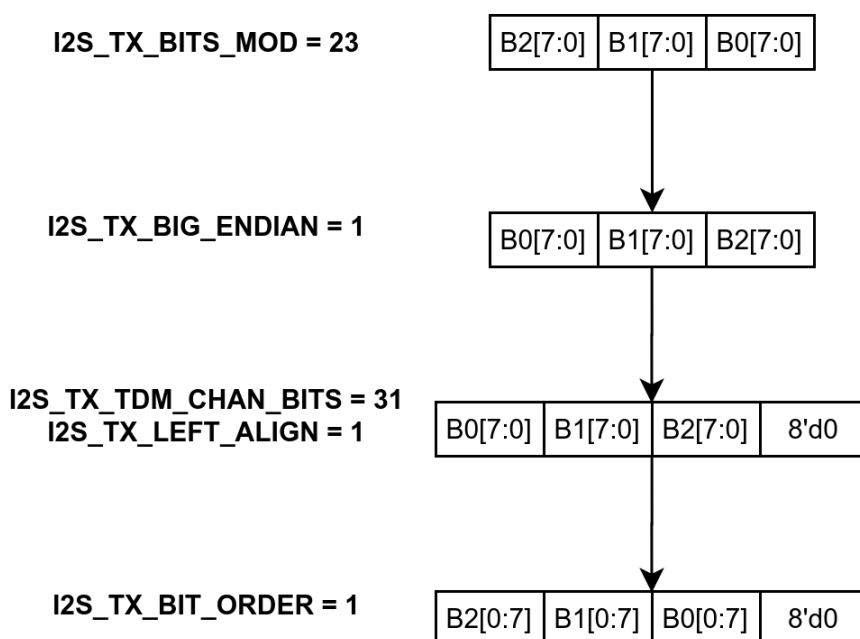 I2S_TX_BITS_MOD = 23
B2[7:0] B1[7:0] B0[7:0]
I2S_TX_BIG_ENDIAN = 1
B0[7:0] B1[7:0] B2[7:0]
I2S_TX_TDM_CHAN_BITS = 31
I2S_TX_LEFT_ALIGN = 1
B0[7:0] B1[7:0] B2[7:0] 8'd0
I2S_TX_BIT_ORDER = 1
B2[0:7] B1[0:7] B0[0:7] 8'd0